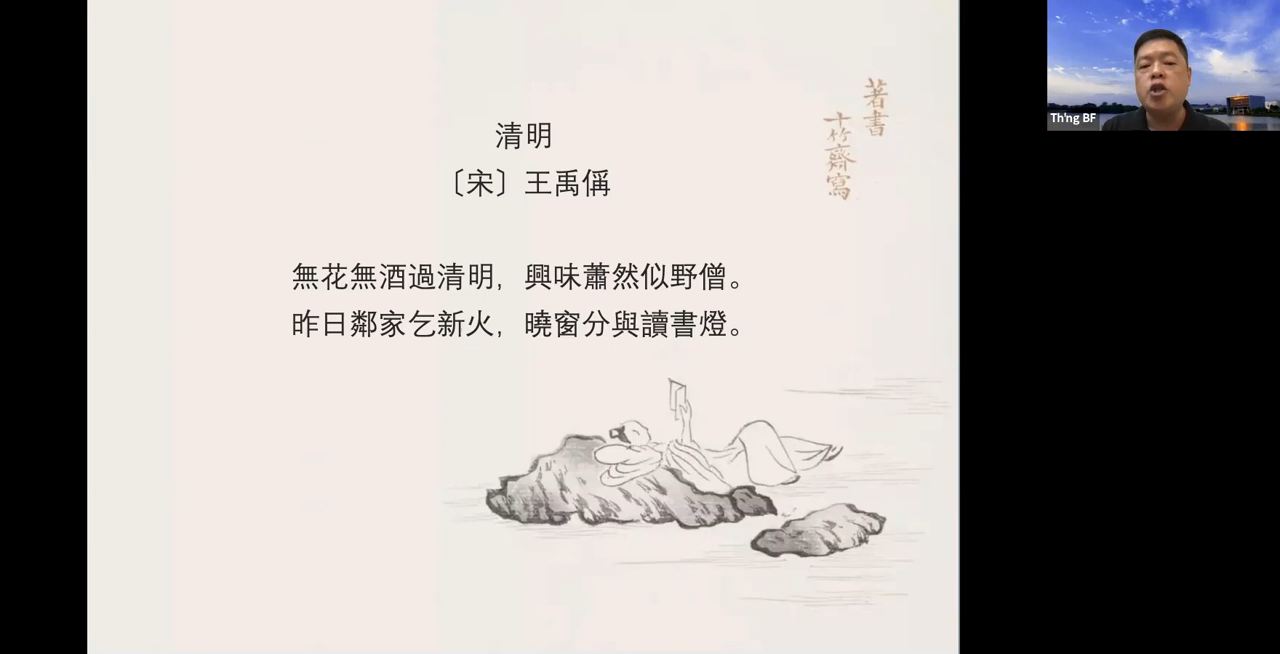 清明
〔宋〕王禹偁
無花無酒過清明，興味蕭然似野僧。
昨日鄰家乞新火，曉窗分與讀書燈。
著書
十竹齋寫
Th'ng BF